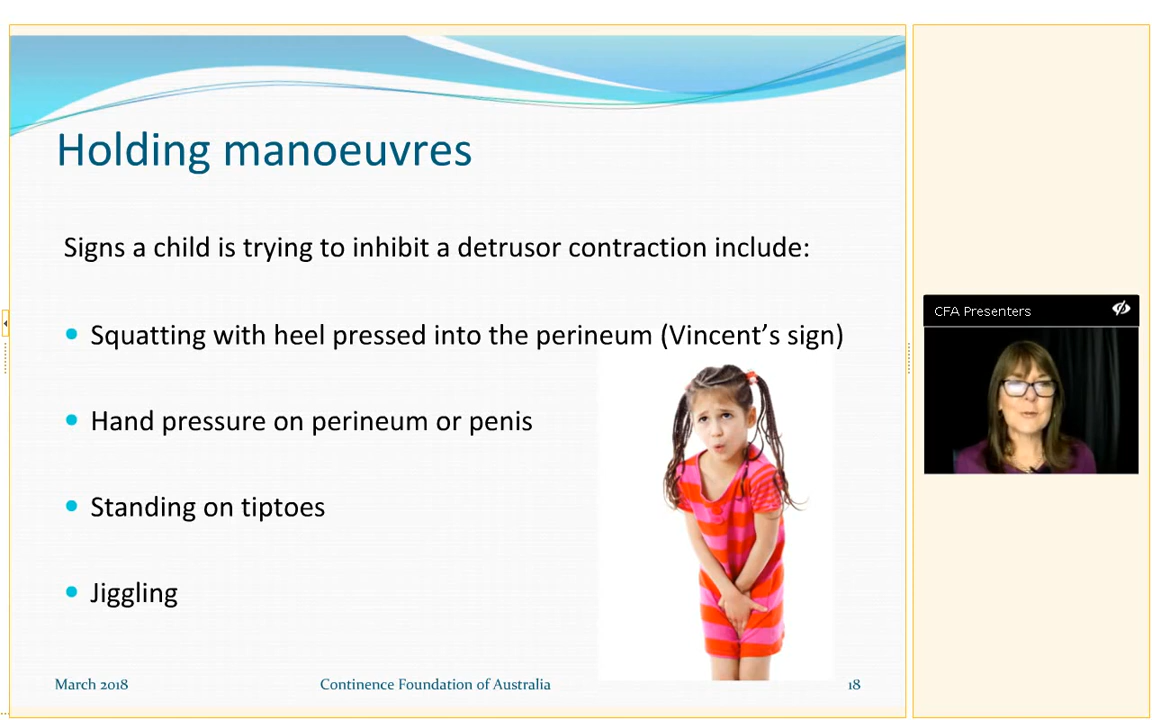 Holding manoeuvres
Signs a child is trying to inhibit a detrusor contraction include:
• Squatting with heel pressed into the perineum (Vincent’s sign)
• Hand pressure on perineum or penis
• Standing on tiptoes
• Jiggling
March 2018
Continence Foundation of Australia
18
CFA Presenters